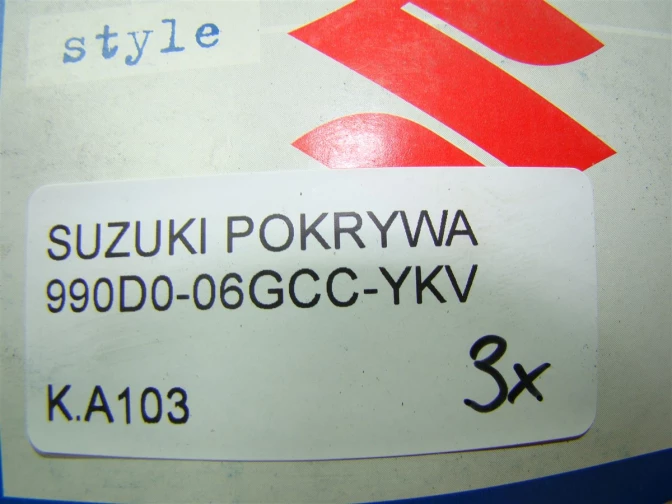 style
SUZUKI POKRYWA
990D0-06GCC-YKV
K.A103
3x